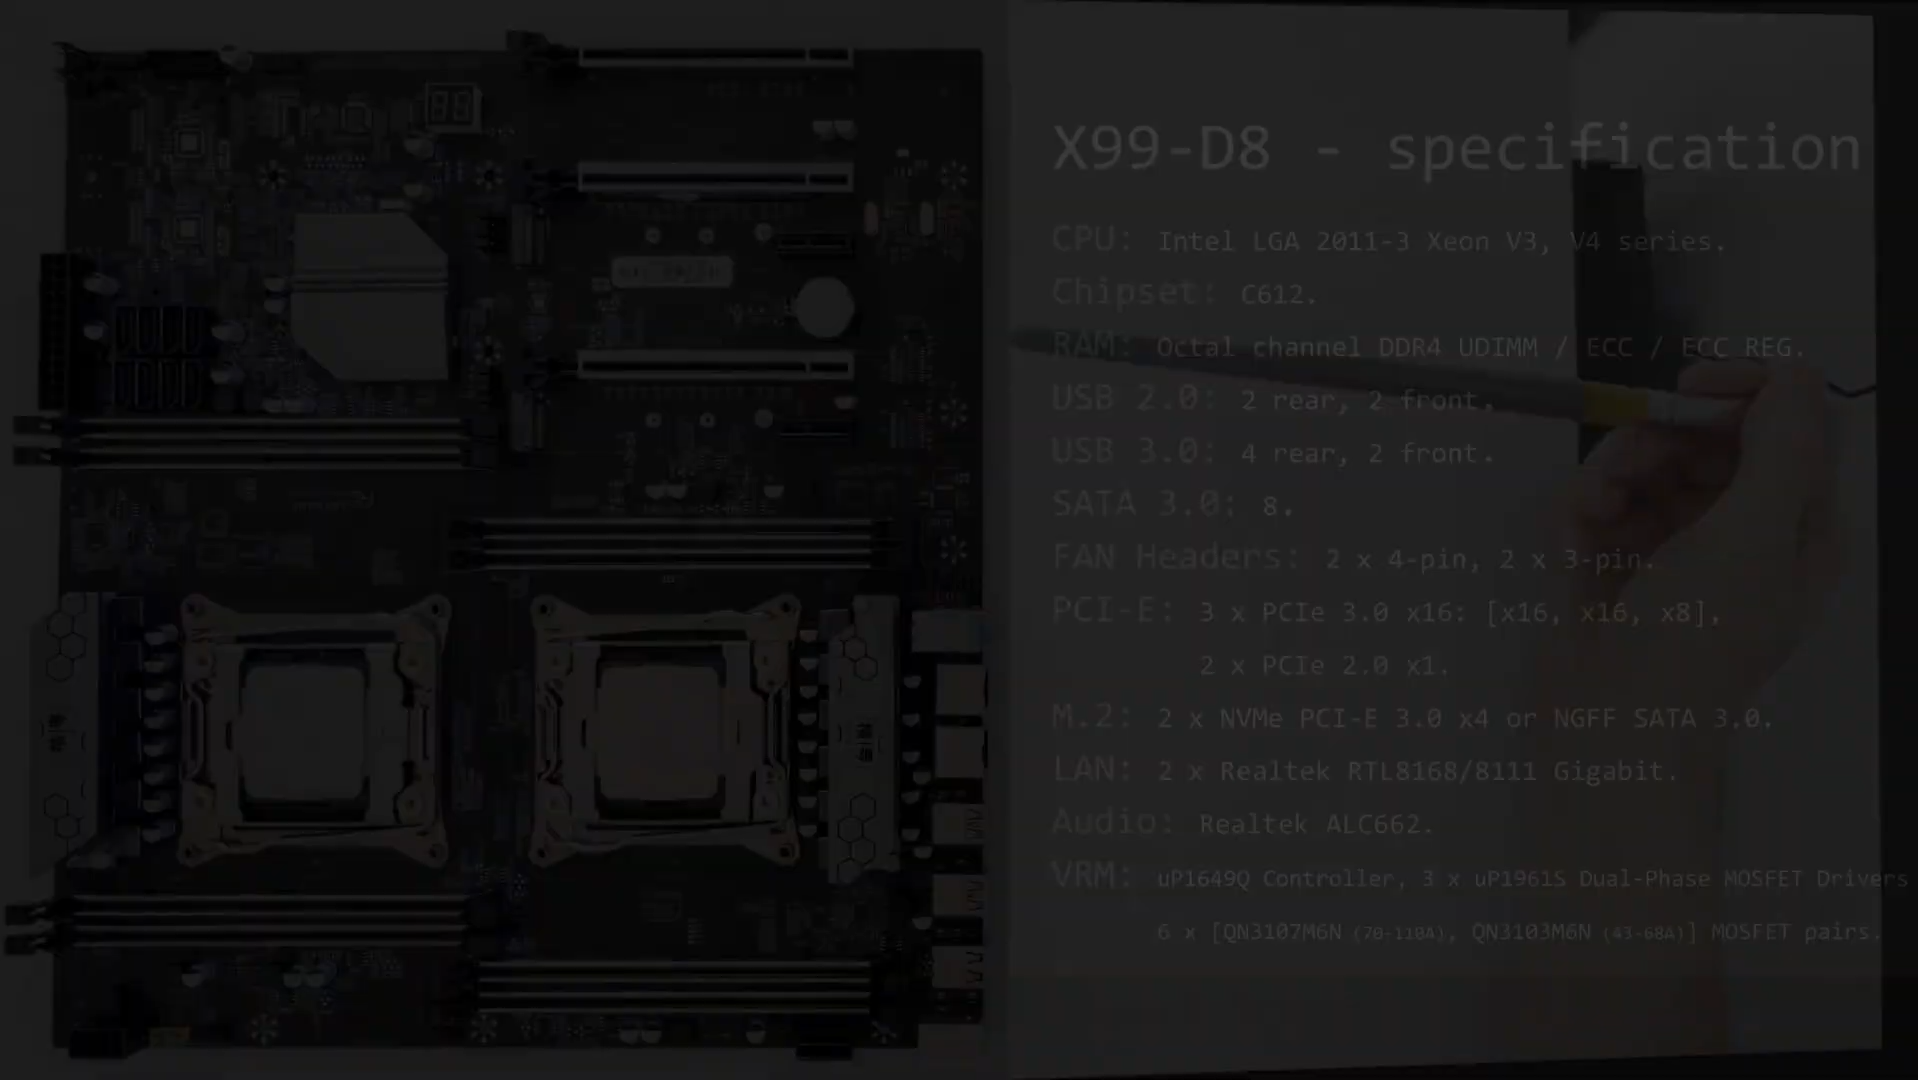 X99-D8 - specification
CPU: Intel LGA 2011-3 Xeon V3, V4 series.
Chipset: C612.
RAM: Octal channel DDR4 UDIMM / ECC / ECC REG.
USB 2.0: 2 rear, 2 front.
USB 3.0: 4 rear, 2 front.
SATA 3.0: 8.
FAN Headers: 2 x 4-pin, 2 x 3-pin.
PCI-E: 3 x PCIe 3.0 x16: [x16, x16, x8],
2 x PCIe 2.0 x1.
M.2: 2 x NVMe PCI-E 3.0 x4 or NGFF SATA 3.0.
LAN: 2 x Realtek RTL8168/8111 Gigabit.
Audio: Realtek ALC662.
VRM: uP1649Q Controller, 3 x uP1961S Dual-Phase MOSFET Drivers
6 x [QN3107M6N (70-110A), QN3103M6N (43-68A)] MOSFET pairs.